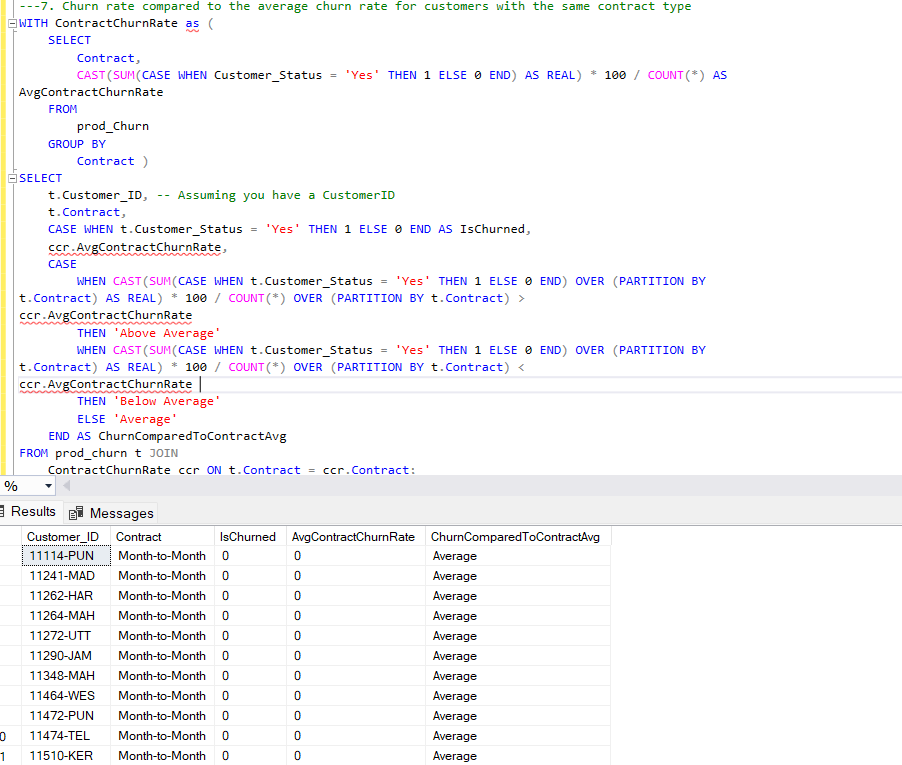 ---7. Churn rate compared to the average churn rate for customers with the same contract type
WITH ContractChurnRate as (
SELECT
Contract,
CAST(SUM(CASE WHEN Customer_Status = 'Yes' THEN 1 ELSE 0 END) AS REAL) * 100 / COUNT(*) AS
AvgContractChurnRate
FROM
prod_Churn
GROUP BY
Contract )
SELECT
t.Customer_ID, -- Assuming you have a CustomerID
t.Contract,
CASE WHEN t.Customer_Status = 'Yes' THEN 1 ELSE 0 END AS IsChurned,
ccr.AvgContractChurnRate,
CASE
WHEN CAST(SUM(CASE WHEN t.Customer_Status = 'Yes' THEN 1 ELSE 0 END) OVER (PARTITION BY
t.Contract) AS REAL) * 100 / COUNT(*) OVER (PARTITION BY t.Contract) >
ccr.AvgContractChurnRate
THEN 'Above Average'
WHEN CAST(SUM(CASE WHEN t.Customer_Status = 'Yes' THEN 1 ELSE 0 END) OVER (PARTITION BY
t.Contract) AS REAL) * 100 / COUNT(*) OVER (PARTITION BY t.Contract) <
ccr.AvgContractChurnRate
THEN 'Below Average'
ELSE 'Average'
END AS ChurnComparedToContractAvg
FROM prod_churn t JOIN
ContractChurnRate ccr ON t.Contract = ccr.Contract;
%
Results Messages
Customer_ID Contract IsChurned AvgContractChurnRate ChurnComparedToContractAvg
11114-PUN Month-to-Month 0 0 Average
11241-MAD Month-to-Month 0 0 Average
11262-HAR Month-to-Month 0 0 Average
11264-MAH Month-to-Month 0 0 Average
11272-UTT Month-to-Month 0 0 Average
11290-JAM Month-to-Month 0 0 Average
11348-MAH Month-to-Month 0 0 Average
11464-WES Month-to-Month 0 0 Average
11472-PUN Month-to-Month 0 0 Average
0 11474-TEL Month-to-Month 0 0 Average
1 11510-KER Month-to-Month 0 0 Average